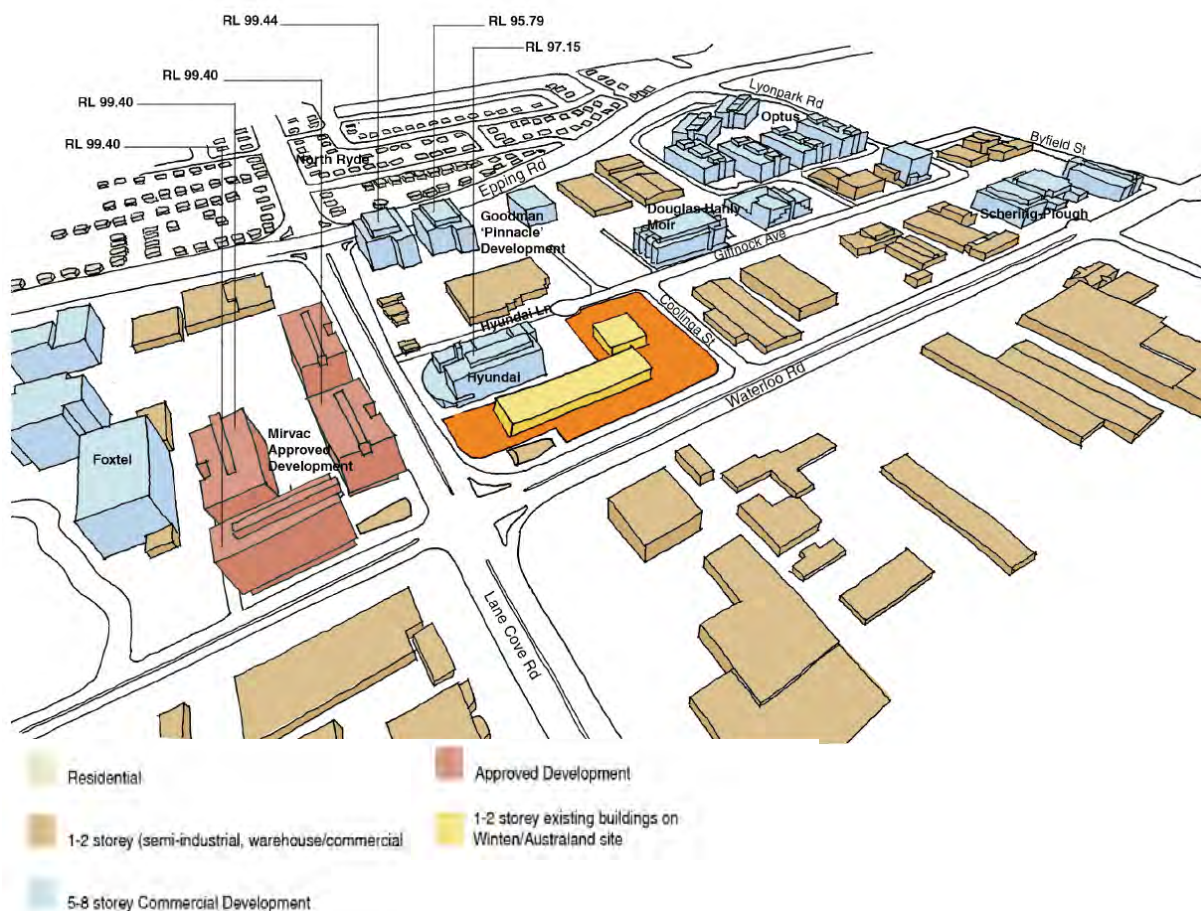 RL 99.44
RL 95.79
RL 97.15
RL 99.40
RL 99.40
RL 99.40
Lyonpark Rd
Optus
Byfield St
North Ryde
Epping Rd
Goodman
'Pinnacle'
Development
Douglas Hanly
Moir
Schering-Plough
Giffnock Ave
Hyundai Ln
Coolinga St
Hyundai
Waterloo Rd
Mirvac
Approved
Development
Foxtel
Lane Cove Rd
Residential
Approved Development
1-2 storey (semi-industrial, warehouse/commercial
1-2 storey existing buildings on
Winten/Australand site
5-8 storey Commercial Development